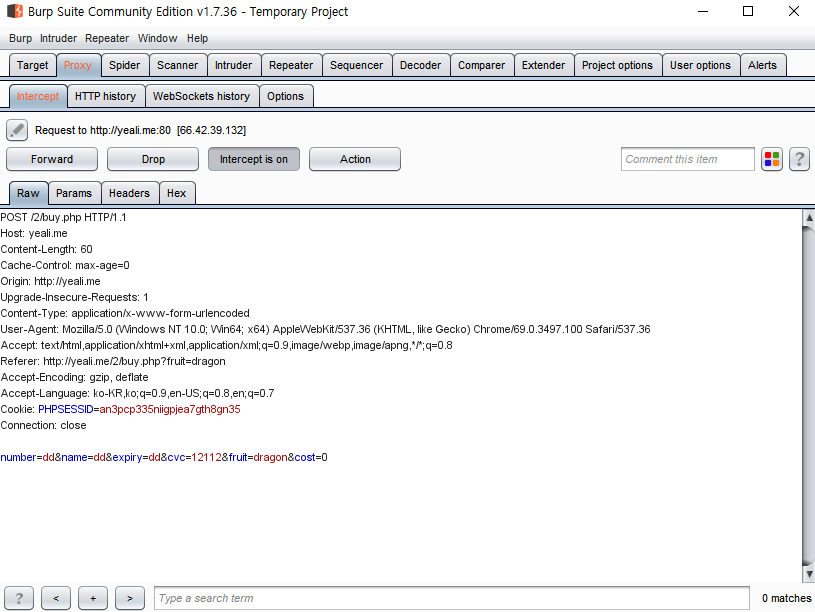 Burp Suite Community Edition v1.7.36 - Temporary Project
Burp Intruder Repeater Window Help
Target Proxy Spider Scanner Intruder Repeater Sequencer Decoder Comparer Extender Project options User options Alerts
Intercept HTTP history WebSockets history Options
Request to http://yeali.me:80 [66.42.39.132]
Forward Drop Intercept is on Action Comment this item ?
Raw Params Headers Hex
POST /2/buy.php HTTP/1.1
Host: yeali.me
Content-Length: 60
Cache-Control: max-age=0
Origin: http://yeali.me
Upgrade-Insecure-Requests: 1
Content-Type: application/x-www-form-urlencoded
User-Agent: Mozilla/5.0 (Windows NT 10.0; Win64; x64) AppleWebKit/537.36 (KHTML, like Gecko) Chrome/69.0.3497.100 Safari/537.36
Accept: text/html,application/xhtml+xml,application/xml;q=0.9,image/webp,image/apng,*/*;q=0.8
Referer: http://yeali.me/2/buy.php?fruit=dragon
Accept-Encoding: gzip, deflate
Accept-Language: ko-KR,ko;q=0.9,en-US;q=0.8,en;q=0.7
Cookie: PHPSESSID=an3pcp335niigpjea7gth8gn35
Connection: close
number=dd&name=dd&expiry=dd&cvc=12112&fruit=dragon&cost=0
? < + > Type a search term 0 matches